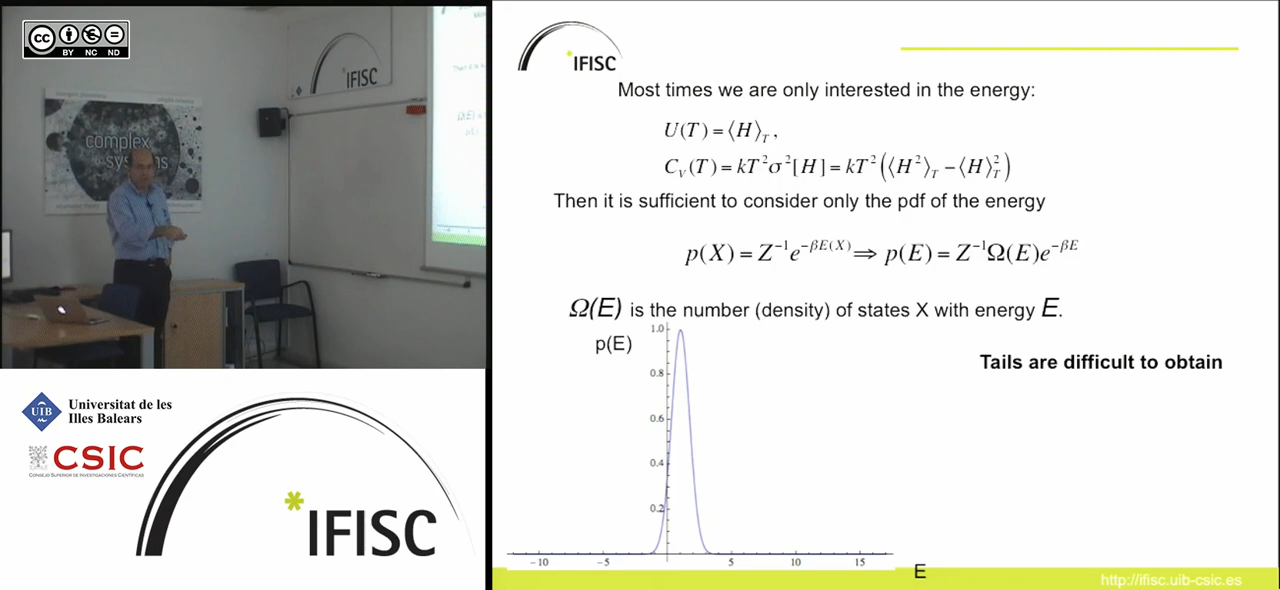 cc
BY NC ND
complex
systems
*IFISC
Universitat de les
Illes Balears
UIB
CSIC
CONSEJO SUPERIOR DE INVESTIGACIONES CIENTÍFICAS
*IFISC
*IFISC
Most times we are only interested in the energy:
U(T) = ⟨H⟩_T ,
C_V(T) = kT²σ²[H] = kT²(⟨H²⟩_T − ⟨H⟩²_T)
Then it is sufficient to consider only the pdf of the energy
p(X) = Z⁻¹e^{−βE(X)} ⇒ p(E) = Z⁻¹Ω(E)e^{−βE}
Ω(E) is the number (density) of states X with energy E.
p(E)
1.0
0.8
0.6
0.4
0.2
-10 -5 5 10 15
E
Tails are difficult to obtain
http://ifisc.uib-csic.es